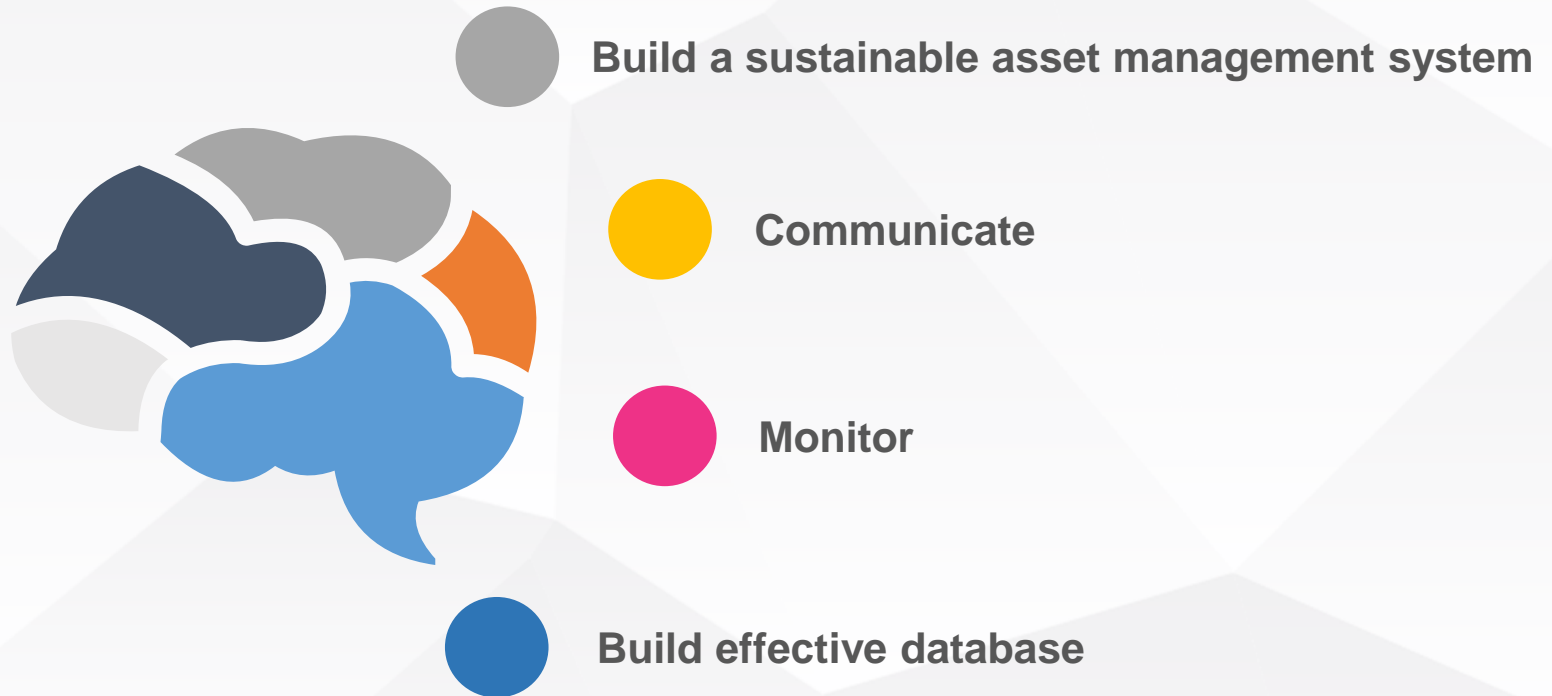 Build a sustainable asset management system
Communicate
Monitor
Build effective database